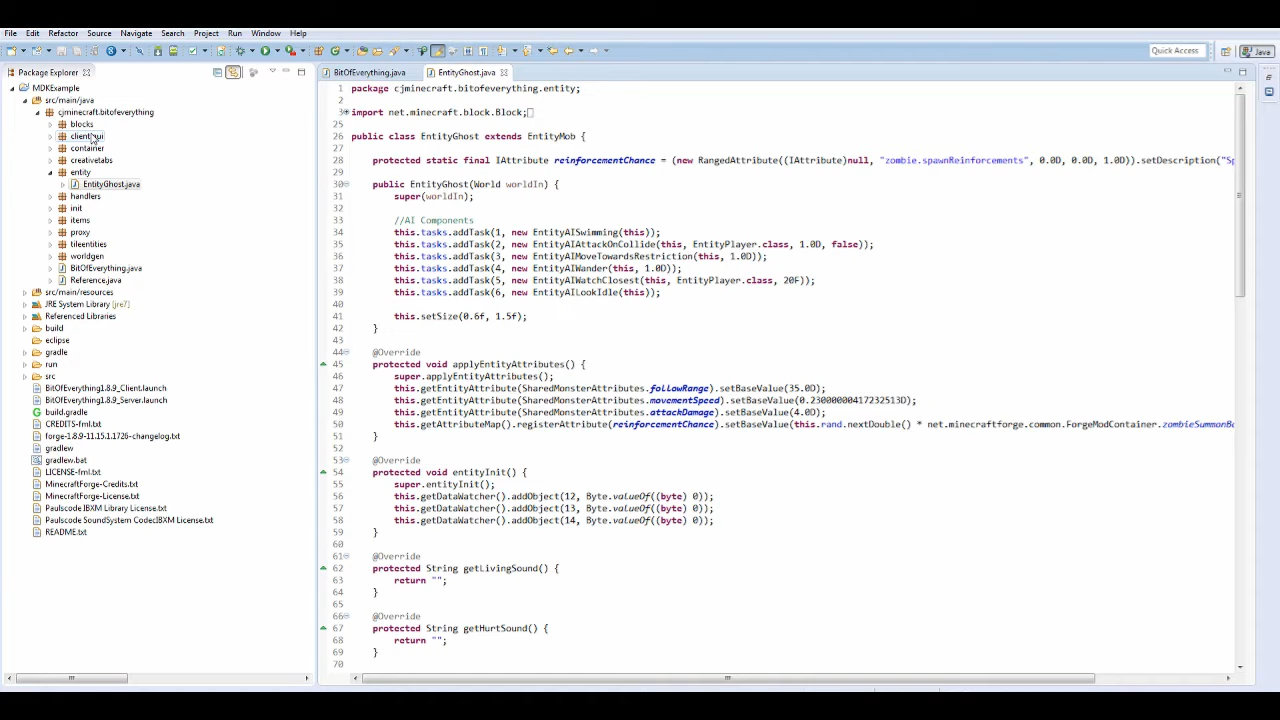 File Edit Refactor Source Navigate Search Project Run Window Help
Quick Access
Java
Package Explorer
MDKExample
src/main/java
cjminecraft.bitofeverything
blocks
client.gui
container
creativetabs
entity
EntityGhost.java
handlers
init
items
proxy
tileentities
worldgen
BitOfEverything.java
Reference.java
src/main/resources
JRE System Library [jre7]
Referenced Libraries
build
eclipse
gradle
run
src
BitOfEverything1.8.9_Client.launch
BitOfEverything1.8.9_Server.launch
build.gradle
CREDITS-fml.txt
forge-1.8.9-11.15.1.1726-changelog.txt
gradlew
gradlew.bat
LICENSE-fml.txt
MinecraftForge-Credits.txt
MinecraftForge-License.txt
Paulscode IBXM Library License.txt
Paulscode SoundSystem CodecIBXM License.txt
README.txt
BitOfEverything.java EntityGhost.java
1 package cjminecraft.bitofeverything.entity;
2
3 import net.minecraft.block.Block;
25
26 public class EntityGhost extends EntityMob {
27
28 protected static final IAttribute reinforcementChance = (new RangedAttribute((IAttribute)null, "zombie.spawnReinforcements", 0.0D, 0.0D, 1.0D)).setDescription("Sp
29
30 public EntityGhost(World worldIn) {
31 super(worldIn);
32
33 //AI Components
34 this.tasks.addTask(1, new EntityAISwimming(this));
35 this.tasks.addTask(2, new EntityAIAttackOnCollide(this, EntityPlayer.class, 1.0D, false));
36 this.tasks.addTask(3, new EntityAIMoveTowardsRestriction(this, 1.0D));
37 this.tasks.addTask(4, new EntityAIWander(this, 1.0D));
38 this.tasks.addTask(5, new EntityAIWatchClosest(this, EntityPlayer.class, 20F));
39 this.tasks.addTask(6, new EntityAILookIdle(this));
40
41 this.setSize(0.6f, 1.5f);
42 }
43
44 @Override
45 protected void applyEntityAttributes() {
46 super.applyEntityAttributes();
47 this.getEntityAttribute(SharedMonsterAttributes.followRange).setBaseValue(35.0D);
48 this.getEntityAttribute(SharedMonsterAttributes.movementSpeed).setBaseValue(0.23000000417232513D);
49 this.getEntityAttribute(SharedMonsterAttributes.attackDamage).setBaseValue(4.0D);
50 this.getAttributeMap().registerAttribute(reinforcementChance).setBaseValue(this.rand.nextDouble() * net.minecraftforge.common.ForgeModContainer.zombieSummonBa
51 }
52
53 @Override
54 protected void entityInit() {
55 super.entityInit();
56 this.getDataWatcher().addObject(12, Byte.valueOf((byte) 0));
57 this.getDataWatcher().addObject(13, Byte.valueOf((byte) 0));
58 this.getDataWatcher().addObject(14, Byte.valueOf((byte) 0));
59 }
60
61 @Override
62 protected String getLivingSound() {
63 return "";
64 }
65
66 @Override
67 protected String getHurtSound() {
68 return "";
69 }
70